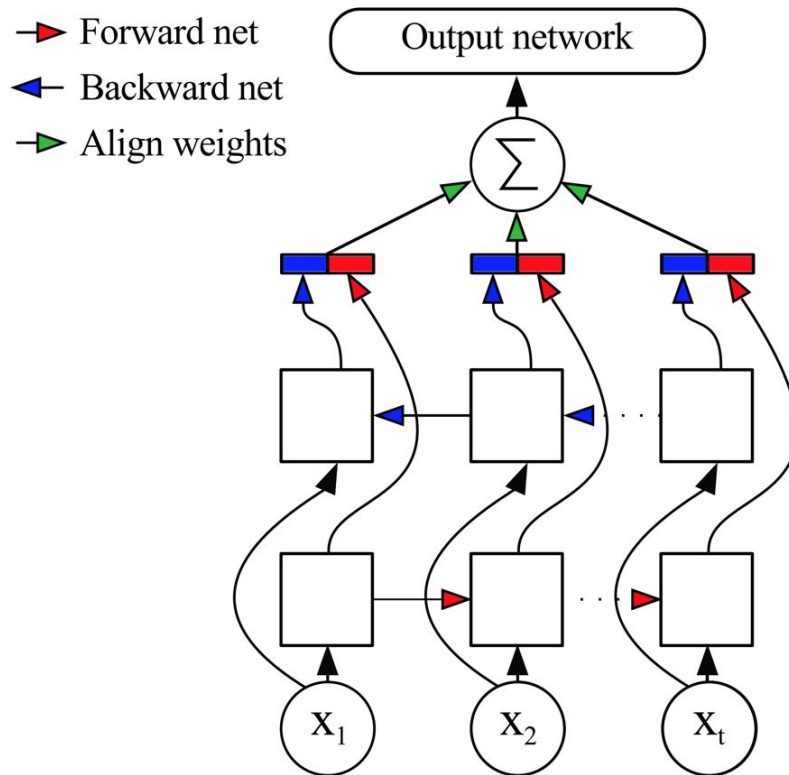 Output network
Forward net
Backward net
Align weights
∑
X1
X2
Xt